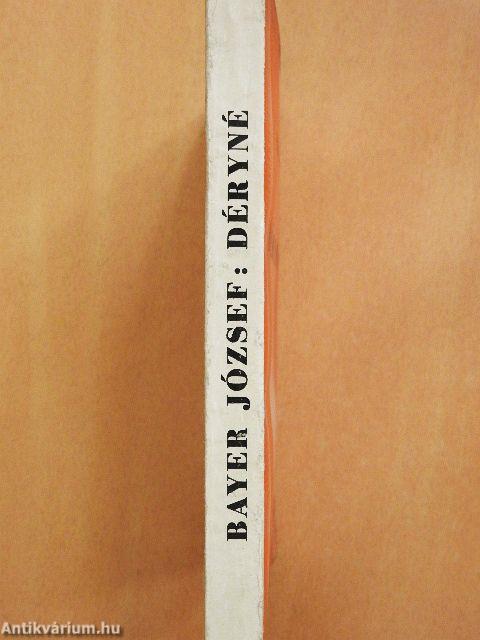 BAYER JÓZSEF: DÉRYNÉ
Antikvárium.hu